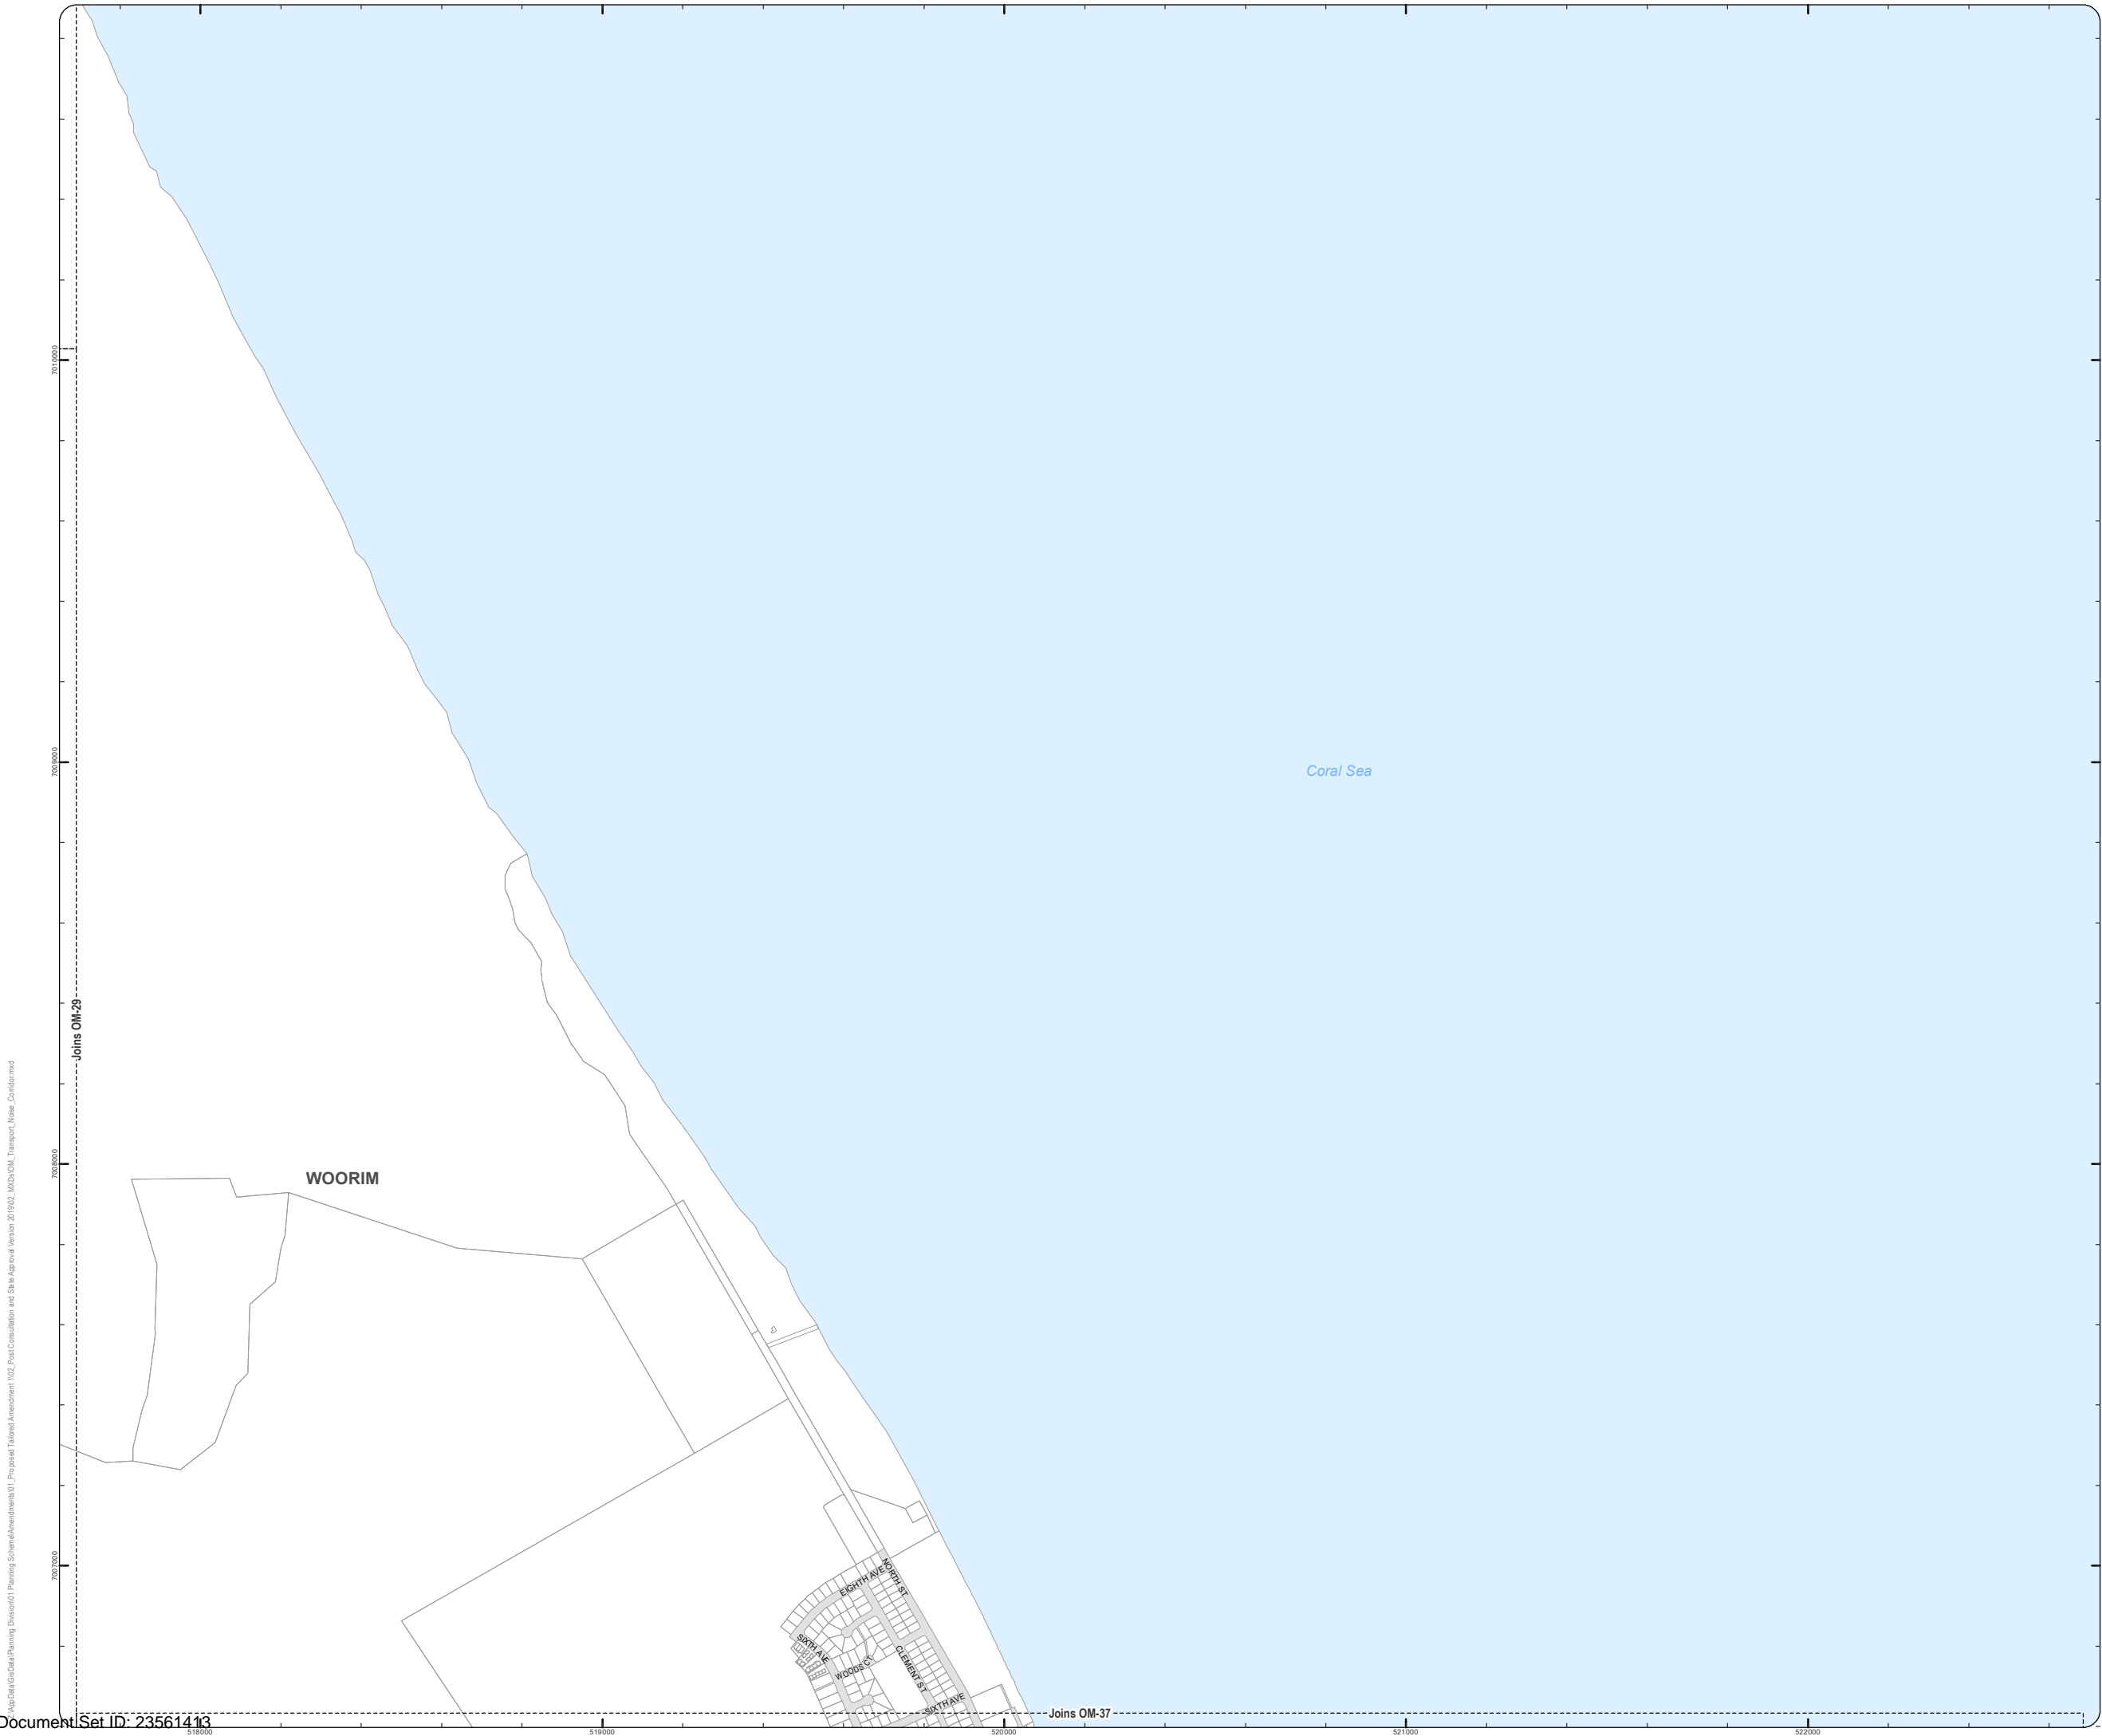 7010000
Coral Sea
7009000
Joins OM-29
7008000
WOORIM
7007000
NORTH ST
EIGHTH AVE
SIXTH AVE
WOODS CT
CLEMENT ST
SIXTH AVE
Joins OM-37
Document Set ID: 23561413
518000
519000
520000
521000
522000